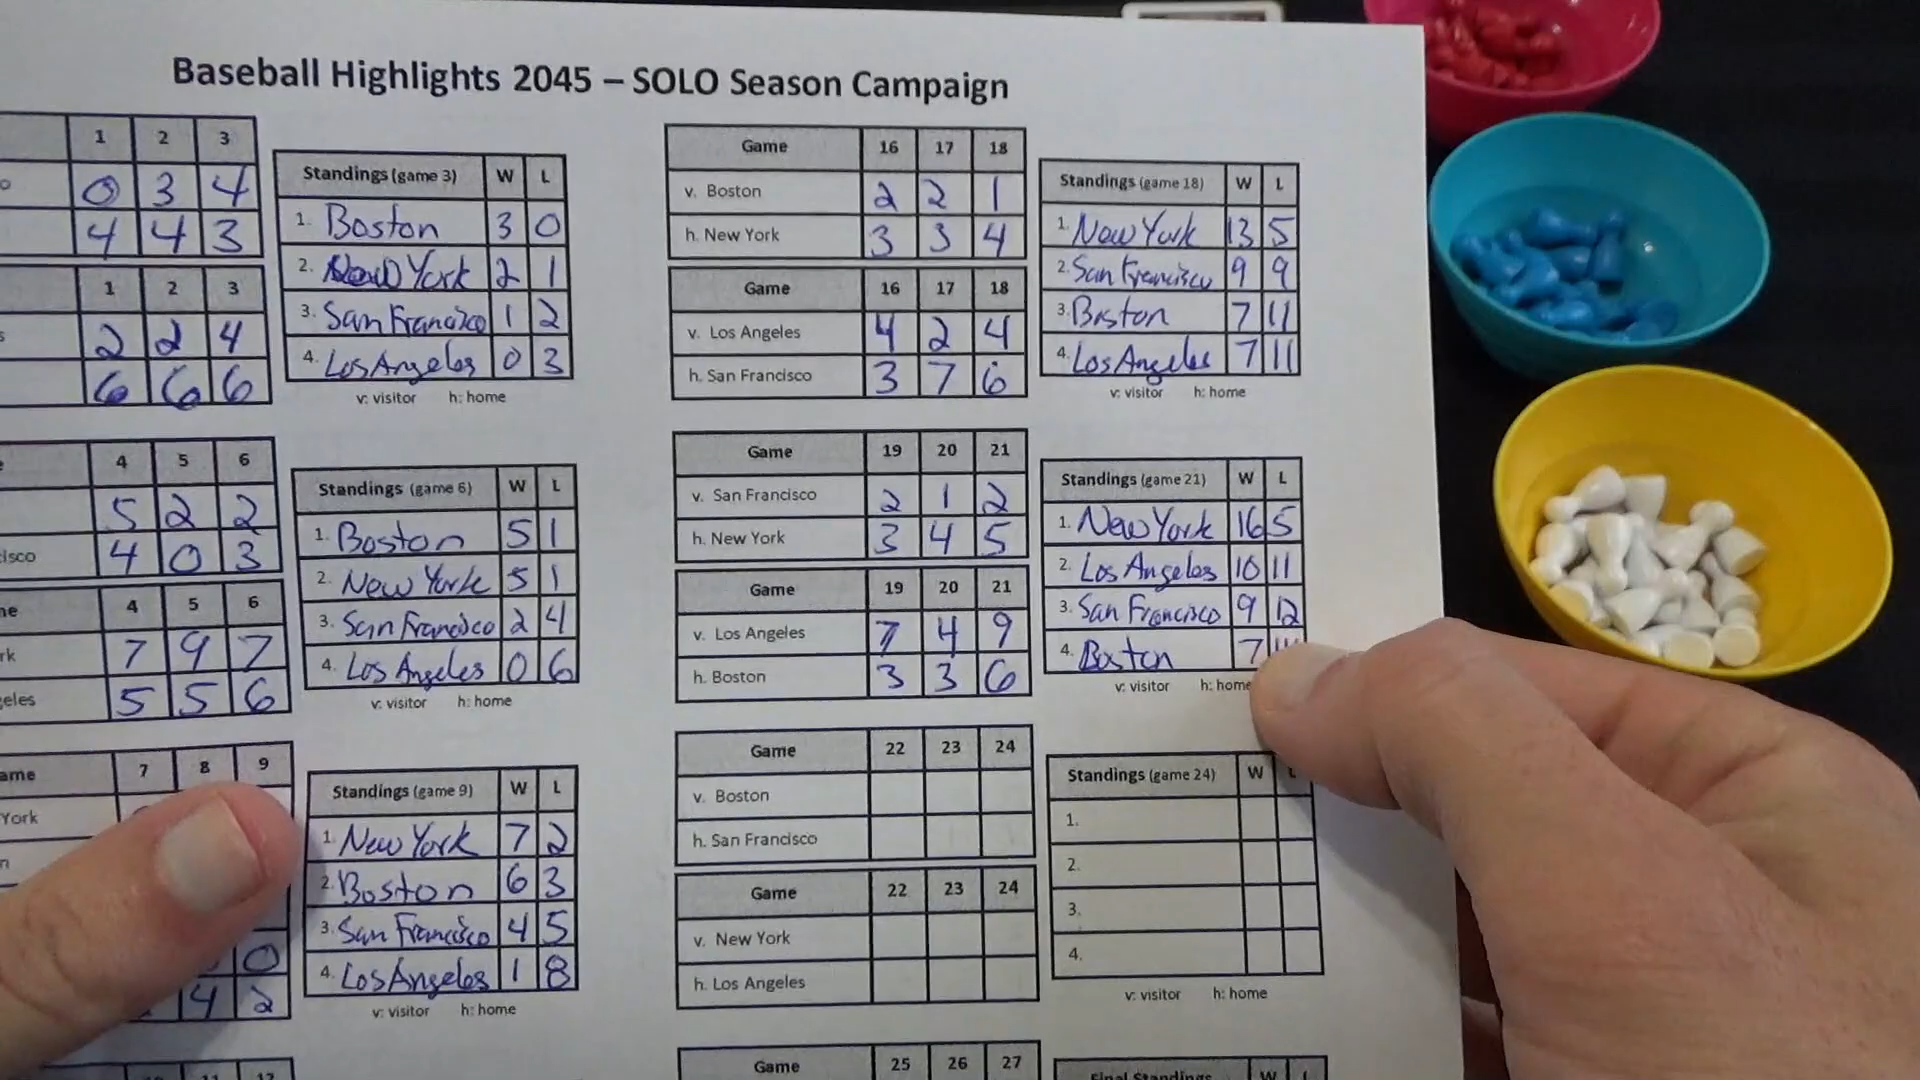 Baseball Highlights 2045 – SOLO Season Campaign
1 2 3
0 3 4
4 4 3
1 2 3
2 2 4
6 6 6
Standings (game 3) W L
1. Boston 3 0
2. New York 2 1
3. San Francisco 1 2
4. Los Angeles 0 3
v: visitor h: home
4 5 6
5 2 2
isco 4 0 3
4 5 6
rk 7 9 7
geles 5 5 6
Standings (game 6) W L
1. Boston 5 1
2. New York 5 1
3. San Francisco 2 4
4. Los Angeles 0 6
v: visitor h: home
ame 7 8 9
York
0
4 2
Standings (game 9) W L
1. New York 7 2
2. Boston 6 3
3. San Francisco 4 5
4. Los Angeles 1 8
v: visitor h: home
Game 16 17 18
v. Boston 2 2 1
h. New York 3 3 4
Game 16 17 18
v. Los Angeles 4 2 4
h. San Francisco 3 7 6
Standings (game 18) W L
1. New York 13 5
2. San Francisco 9 9
3. Boston 7 11
4. Los Angeles 7 11
v: visitor h: home
Game 19 20 21
v. San Francisco 2 1 2
h. New York 3 4 5
Game 19 20 21
v. Los Angeles 7 4 9
h. Boston 3 3 6
Standings (game 21) W L
1. New York 16 5
2. Los Angeles 10 11
3. San Francisco 9 12
4. Boston 7
v: visitor h: home
Game 22 23 24
v. Boston
h. San Francisco
Game 22 23 24
v. New York
h. Los Angeles
Standings (game 24) W L
1.
2.
3.
4.
v: visitor h: home
Game 25 26 27
Final Standings W L